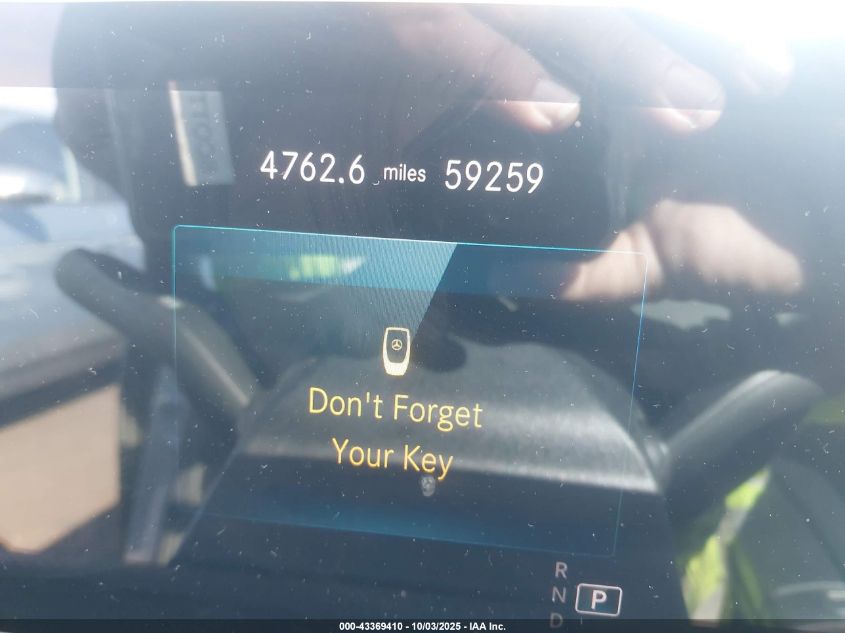 4762.6 miles 59259
Don't Forget
Your Key
R
N P
D
000-43369410 - 10/03/2025 - IAA Inc.